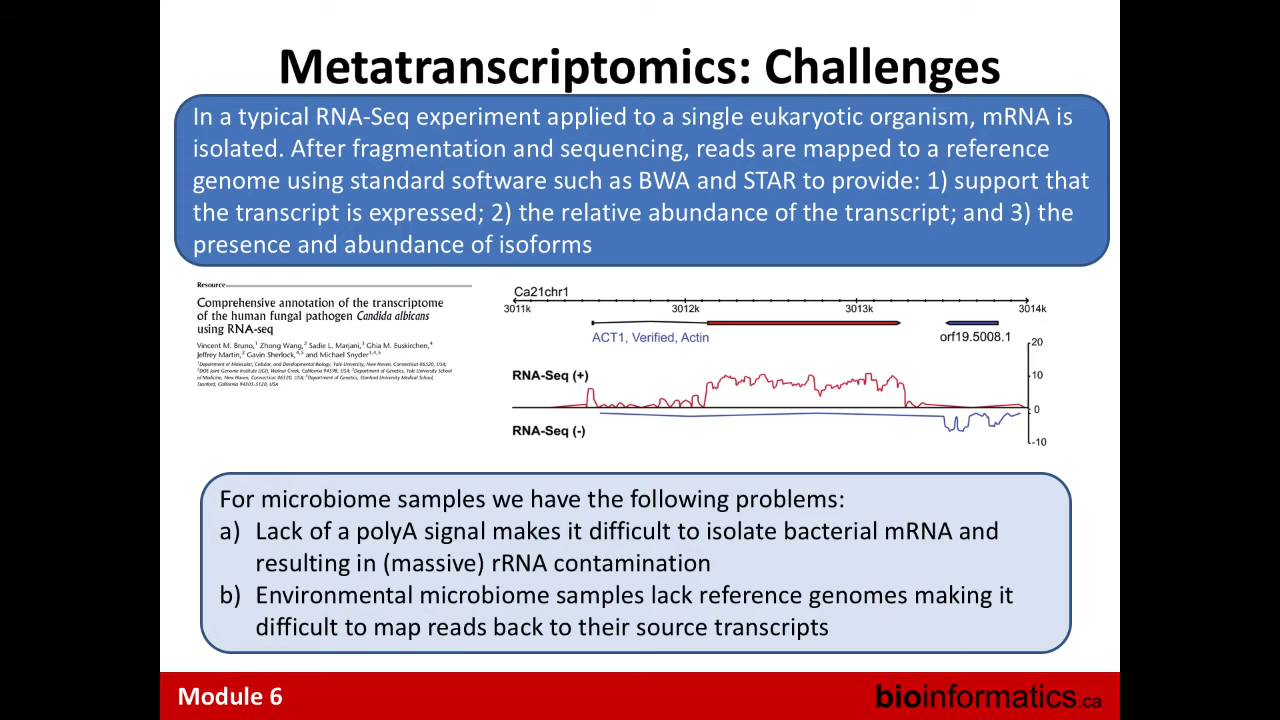 Metatranscriptomics: Challenges
In a typical RNA-Seq experiment applied to a single eukaryotic organism, mRNA is
isolated. After fragmentation and sequencing, reads are mapped to a reference
genome using standard software such as BWA and STAR to provide: 1) support that
the transcript is expressed; 2) the relative abundance of the transcript; and 3) the
presence and abundance of isoforms
Resource
Comprehensive annotation of the transcriptome
of the human fungal pathogen Candida albicans
using RNA-seq
Vincent M. Bruno,1 Zhong Wang,2 Sadie L. Marjani,3 Ghia M. Euskirchen,4
Jeffrey Martin,2 Gavin Sherlock,4,5 and Michael Snyder3,4,5
1Department of Molecular, Cellular, and Developmental Biology, Yale University, New Haven, Connecticut 06520, USA;
2DOE Joint Genome Institute (JGI), Walnut Creek, California 94598, USA; 3Department of Genetics, Yale University School
of Medicine, New Haven, Connecticut 06520, USA; 4Department of Genetics, Stanford University Medical School,
Stanford, California 94305-5120, USA
Ca21chr1
3011k 3012k 3013k 3014k
ACT1, Verified, Actin
orf19.5008.1
20
RNA-Seq (+)
10
0
RNA-Seq (-)
-10
For microbiome samples we have the following problems:
a) Lack of a polyA signal makes it difficult to isolate bacterial mRNA and
resulting in (massive) rRNA contamination
b) Environmental microbiome samples lack reference genomes making it
difficult to map reads back to their source transcripts
Module 6
bioinformatics.ca